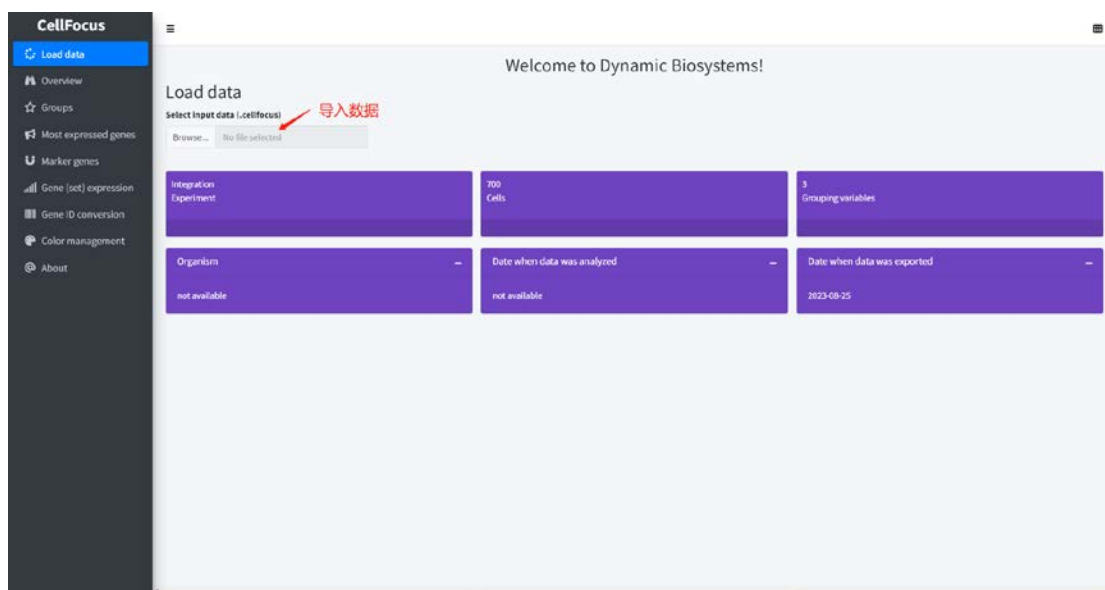 CellFocus
Load data
Overview
Groups
Most expressed genes
Marker genes
Gene (set) expression
Gene ID conversion
Color management
About
Welcome to Dynamic Biosystems!
Load data
Select input data (.cellfocus)
导入数据
Browse... No file selected
Integration
Experiment
700
Cells
3
Grouping variables
Organism
not available
Date when data was analyzed
not available
Date when data was exported
2023-08-25